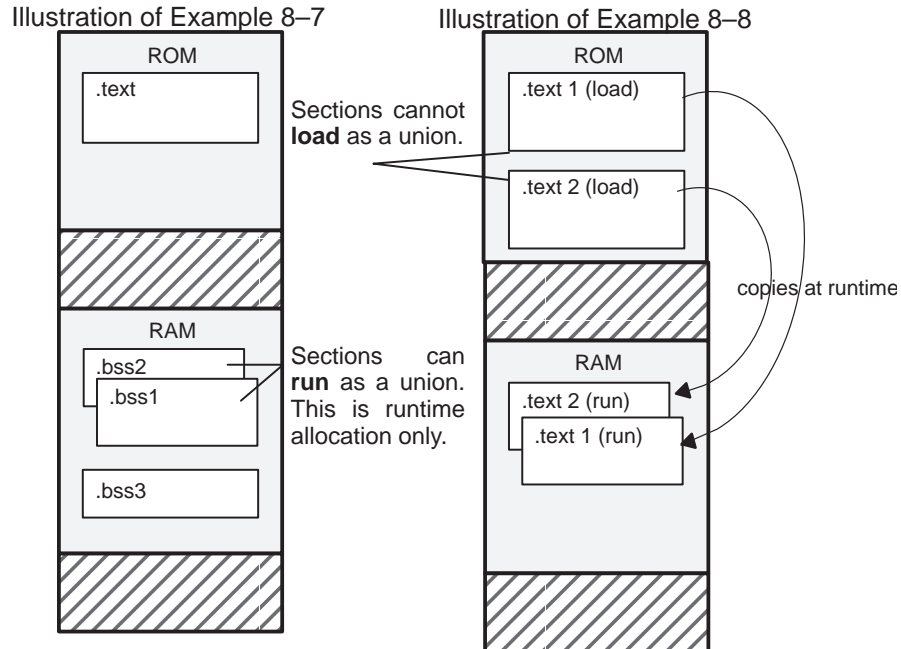 Illustration of Example 8–7
ROM
.text
Sections cannot
load as a union.
RAM
.bss2
.bss1
.bss3
Sections can
run as a union.
This is runtime
allocation only.
Illustration of Example 8–8
ROM
.text 1 (load)
.text 2 (load)
copies at runtime
RAM
.text 2 (run)
.text 1 (run)